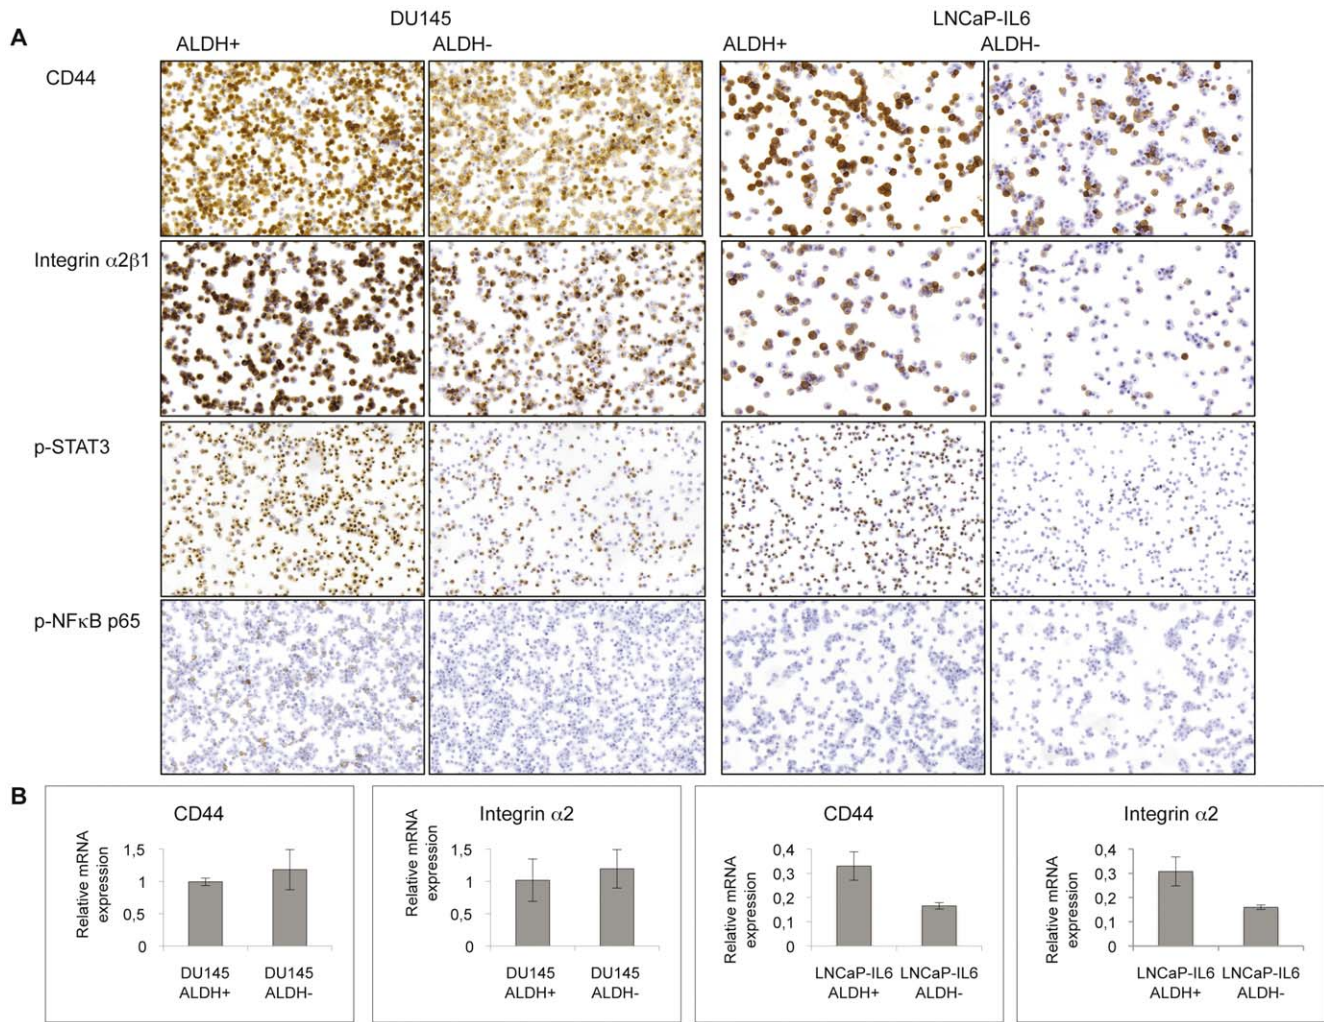 DU145 LNCaP-IL6
A
ALDH+ ALDH- ALDH+ ALDH-
CD44
Integrin α2β1
p-STAT3
p-NFκB p65
B
CD44
Relative mRNA
expression
1,5
1
0,5
0
DU145 DU145
ALDH+ ALDH-
Integrin α2
Relative mRNA
expression
1,5
1
0,5
0
DU145 DU145
ALDH+ ALDH-
CD44
Relative mRNA
expression
0,4
0,3
0,2
0,1
0
LNCaP-IL6 LNCaP-IL6
ALDH+ ALDH-
Integrin α2
Relative mRNA
expression
0,4
0,3
0,2
0,1
0
LNCaP-IL6 LNCaP-IL6
ALDH+ ALDH-